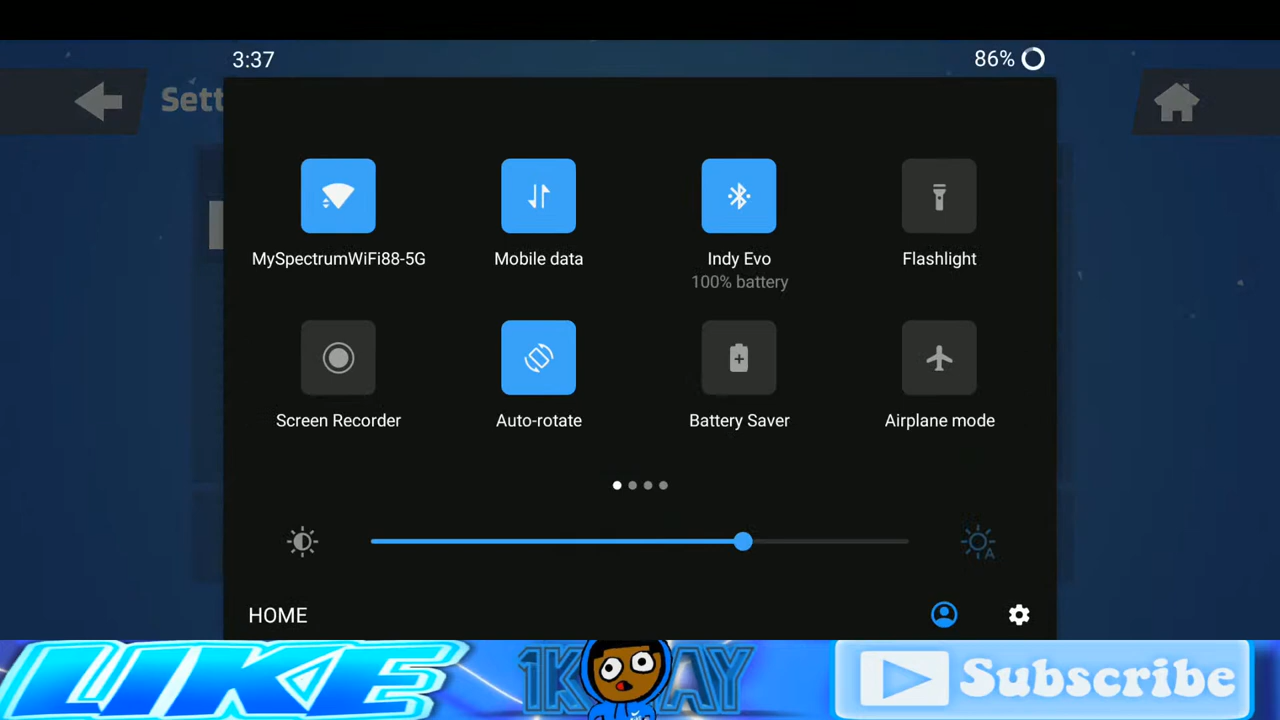 3:37
86%
Sett
MySpectrumWiFi88-5G
Mobile data
Indy Evo
100% battery
Flashlight
Screen Recorder
Auto-rotate
Battery Saver
Airplane mode
A
HOME
LIKE
Subscribe